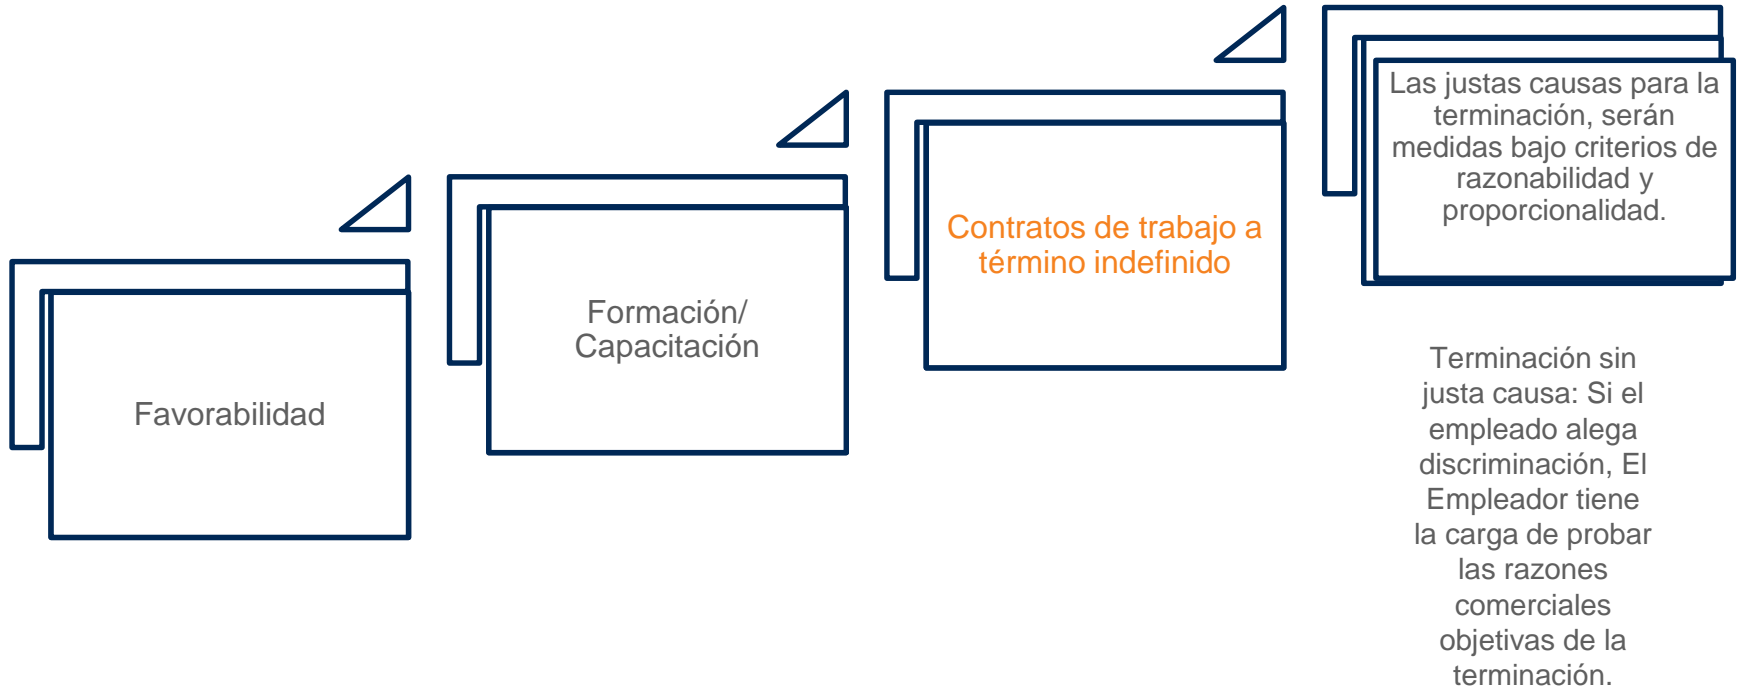 Favorabilidad
Formación/
Capacitación
Contratos de trabajo a
término indefinido
Las justas causas para la
terminación, serán
medidas bajo criterios de
razonabilidad y
proporcionalidad.
Terminación sin
justa causa: Si el
empleado alega
discriminación, El
Empleador tiene
la carga de probar
las razones
comerciales
objetivas de la
terminación.